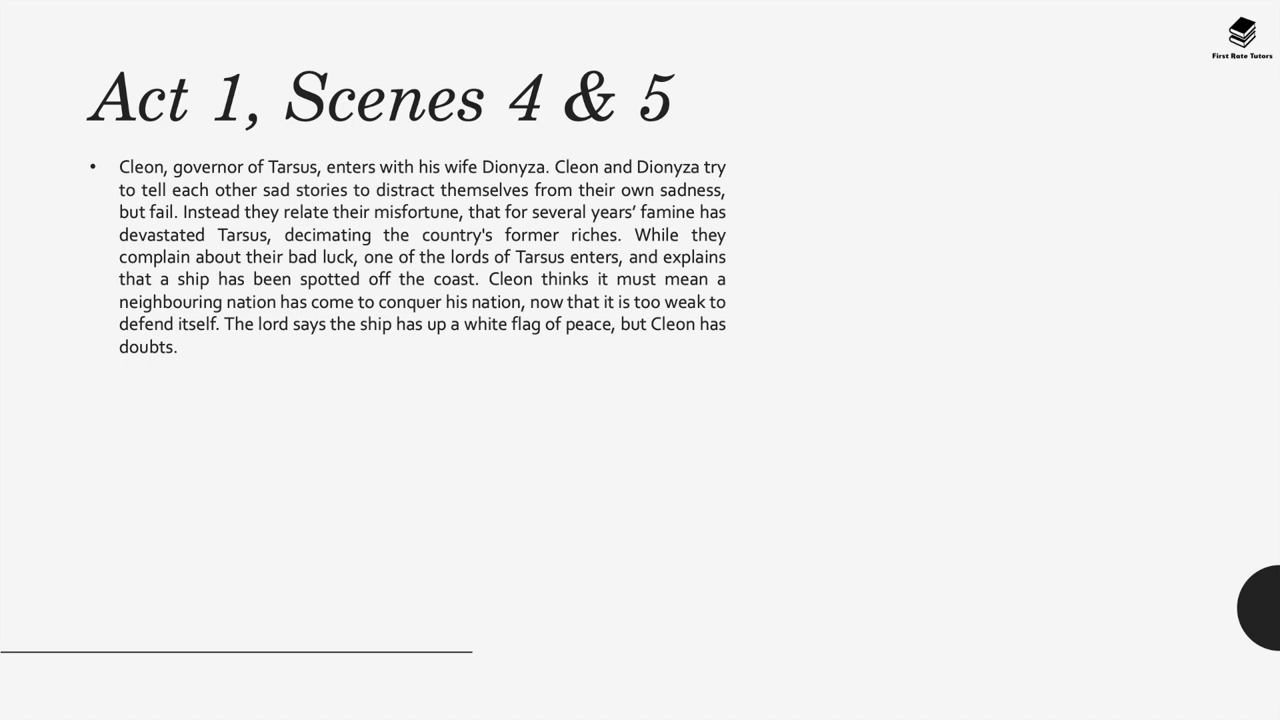 First Rate Tutors
Act 1, Scenes 4 & 5
• Cleon, governor of Tarsus, enters with his wife Dionyza. Cleon and Dionyza try
to tell each other sad stories to distract themselves from their own sadness,
but fail. Instead they relate their misfortune, that for several years’ famine has
devastated Tarsus, decimating the country's former riches. While they
complain about their bad luck, one of the lords of Tarsus enters, and explains
that a ship has been spotted off the coast. Cleon thinks it must mean a
neighbouring nation has come to conquer his nation, now that it is too weak to
defend itself. The lord says the ship has up a white flag of peace, but Cleon has
doubts.